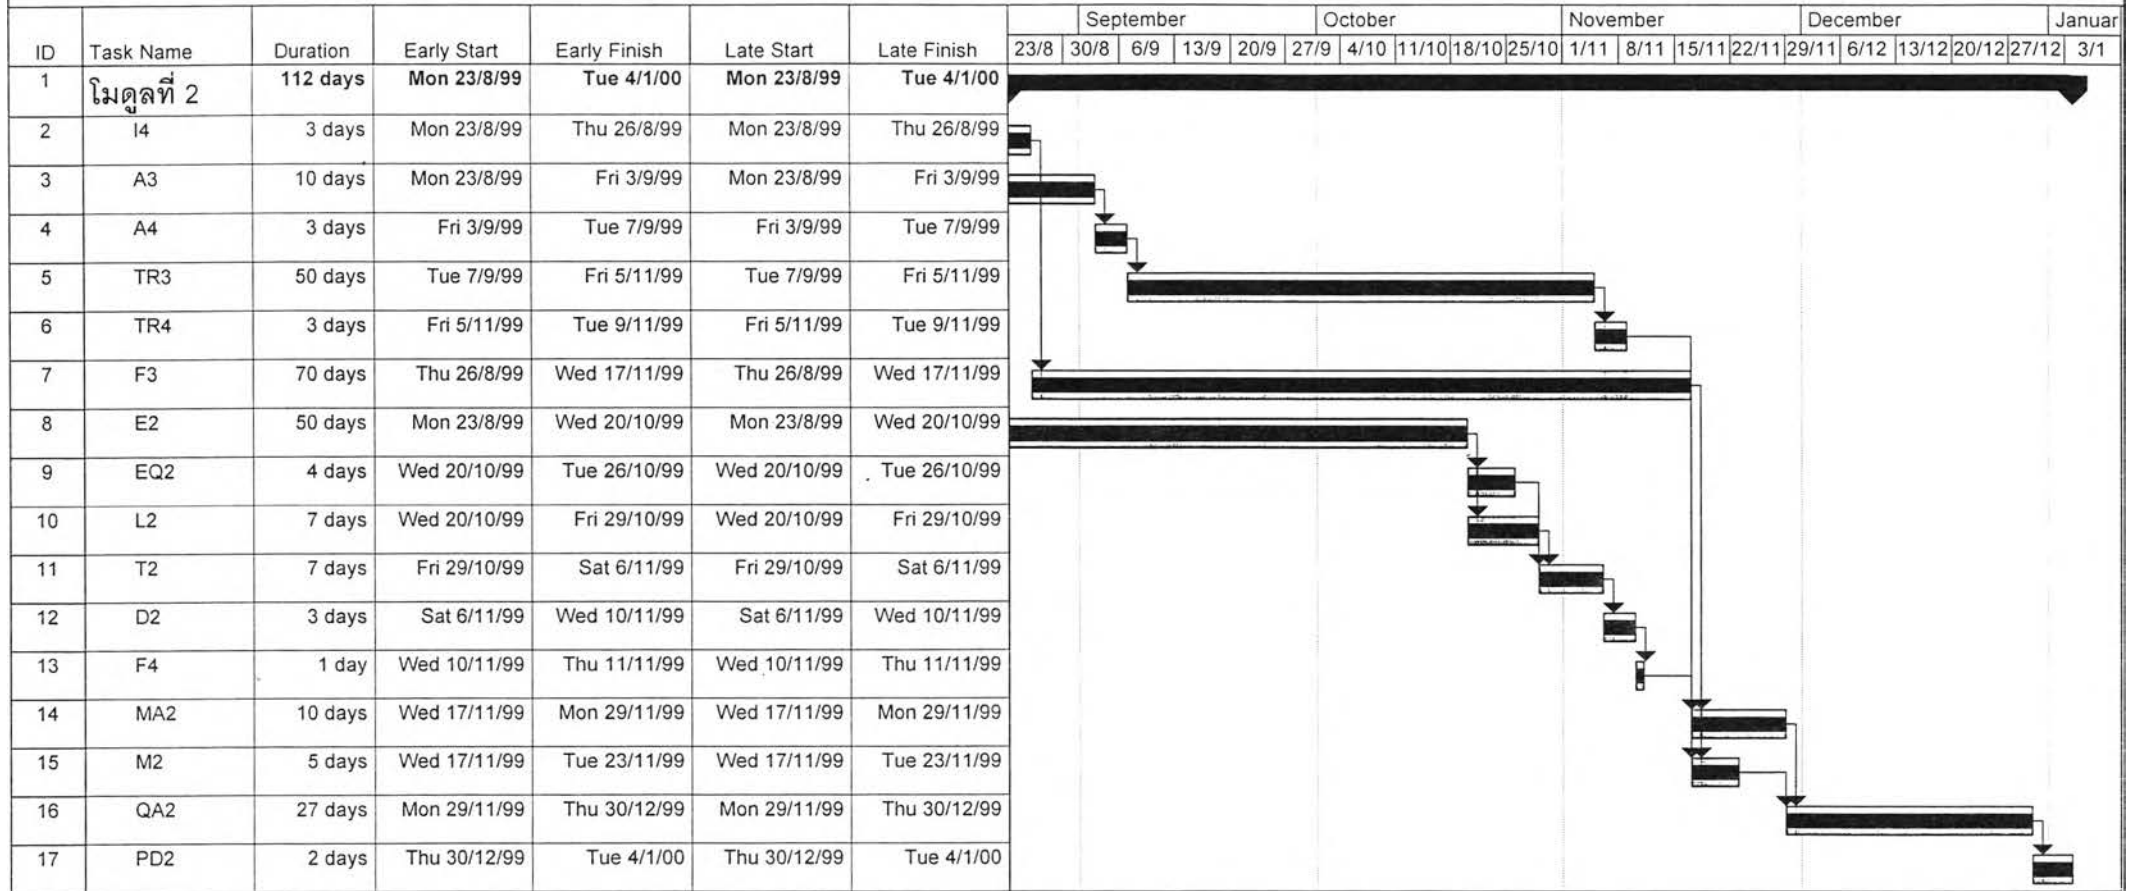 September October November December Januar
ID Task Name Duration Early Start Early Finish Late Start Late Finish 23/8 30/8 6/9 13/9 20/9 27/9 4/10 11/10 18/10 25/10 1/11 8/11 15/11 22/11 29/11 6/12 13/12 20/12 27/12 3/1
1 โมดูลที่ 2 112 days Mon 23/8/99 Tue 4/1/00 Mon 23/8/99 Tue 4/1/00
2 I4 3 days Mon 23/8/99 Thu 26/8/99 Mon 23/8/99 Thu 26/8/99
3 A3 10 days Mon 23/8/99 Fri 3/9/99 Mon 23/8/99 Fri 3/9/99
4 A4 3 days Fri 3/9/99 Tue 7/9/99 Fri 3/9/99 Tue 7/9/99
5 TR3 50 days Tue 7/9/99 Fri 5/11/99 Tue 7/9/99 Fri 5/11/99
6 TR4 3 days Fri 5/11/99 Tue 9/11/99 Fri 5/11/99 Tue 9/11/99
7 F3 70 days Thu 26/8/99 Wed 17/11/99 Thu 26/8/99 Wed 17/11/99
8 E2 50 days Mon 23/8/99 Wed 20/10/99 Mon 23/8/99 Wed 20/10/99
9 EQ2 4 days Wed 20/10/99 Tue 26/10/99 Wed 20/10/99 Tue 26/10/99
10 L2 7 days Wed 20/10/99 Fri 29/10/99 Wed 20/10/99 Fri 29/10/99
11 T2 7 days Fri 29/10/99 Sat 6/11/99 Fri 29/10/99 Sat 6/11/99
12 D2 3 days Sat 6/11/99 Wed 10/11/99 Sat 6/11/99 Wed 10/11/99
13 F4 1 day Wed 10/11/99 Thu 11/11/99 Wed 10/11/99 Thu 11/11/99
14 MA2 10 days Wed 17/11/99 Mon 29/11/99 Wed 17/11/99 Mon 29/11/99
15 M2 5 days Wed 17/11/99 Tue 23/11/99 Wed 17/11/99 Tue 23/11/99
16 QA2 27 days Mon 29/11/99 Thu 30/12/99 Mon 29/11/99 Thu 30/12/99
17 PD2 2 days Thu 30/12/99 Tue 4/1/00 Thu 30/12/99 Tue 4/1/00